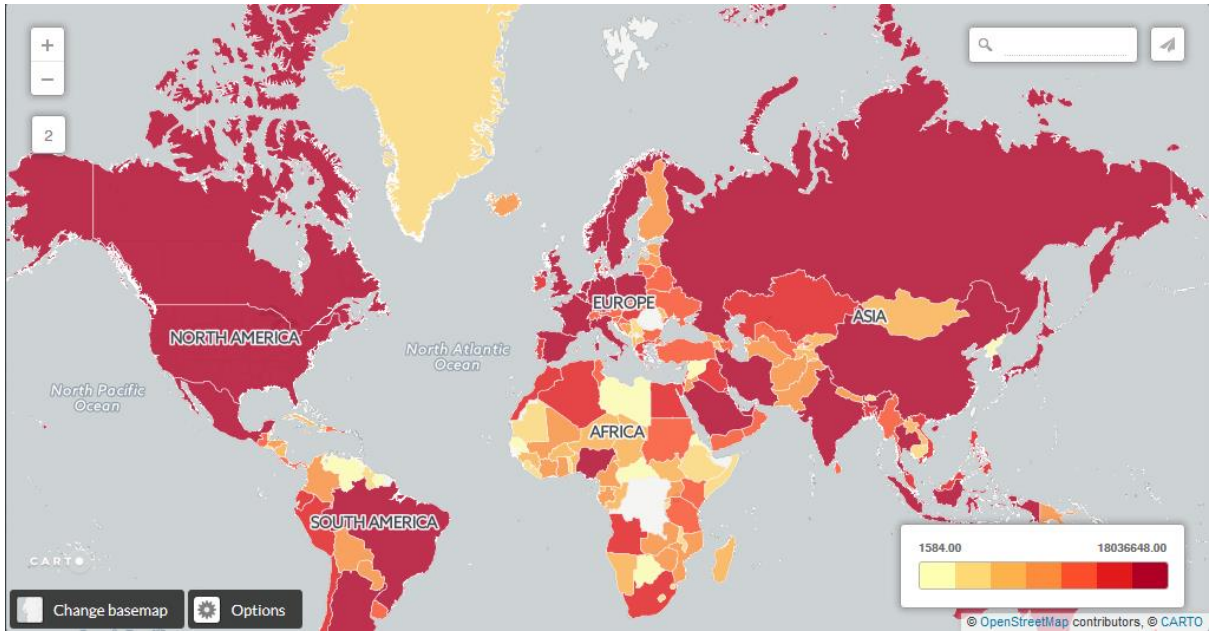 +
−
2
NORTH AMERICA
North Pacific
Ocean
North Atlantic
Ocean
EUROPE
ASIA
AFRICA
SOUTH AMERICA
CARTO
1584.00 18036648.00
Change basemap Options
© OpenStreetMap contributors, © CARTO